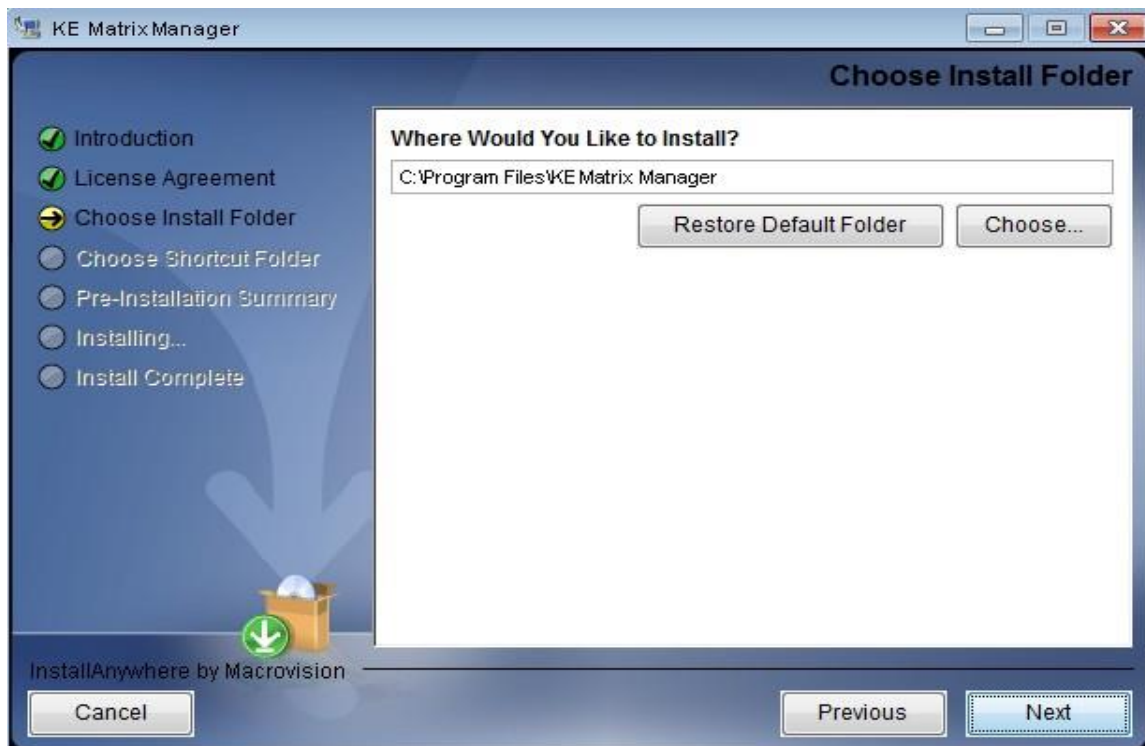 KE MatrixManager
Choose Install Folder
Introduction
License Agreement
Choose Install Folder
Choose Shortcut Folder
Pre-Installation Summary
Installing...
Install Complete
Where Would You Like to Install?
C:\Program Files\KE Matrix Manager
Restore Default Folder
Choose...
InstallAnywhere by Macrovision
Cancel
Previous
Next